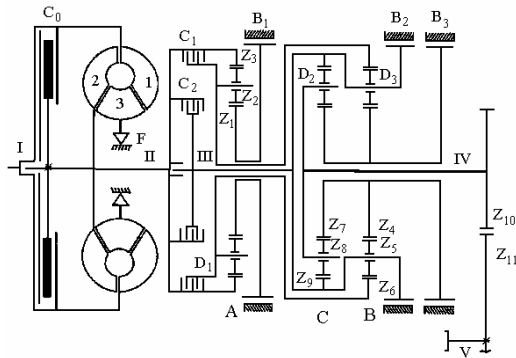 C0
C1
B1
B2
B3
Z3
D2
D3
2
1
C2
Z2
3
Z1
F
I
II
III
IV
Z7
Z4
Z10
Z8
Z5
Z11
D1
Z9
Z6
A
C
B
V